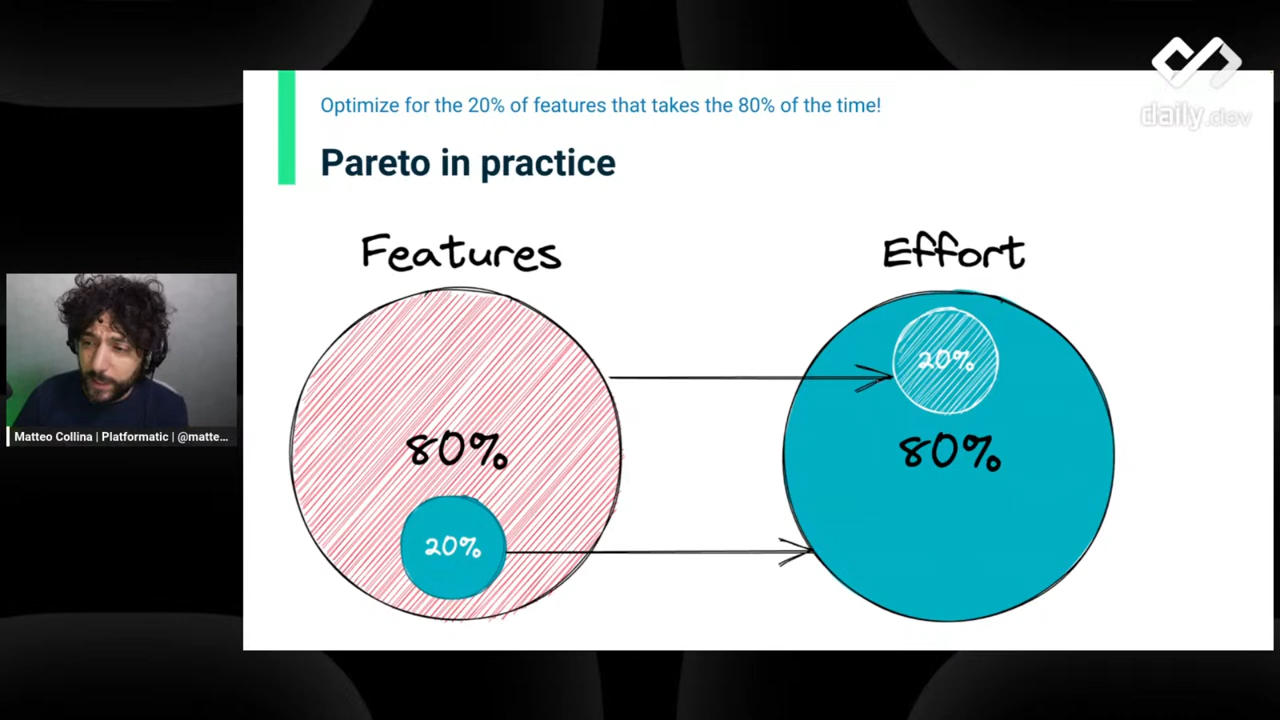 daily.dev
Optimize for the 20% of features that takes the 80% of the time!
Pareto in practice
Features
Effort
20%
80%
80%
20%
Matteo Collina | Platformatic | @matte...